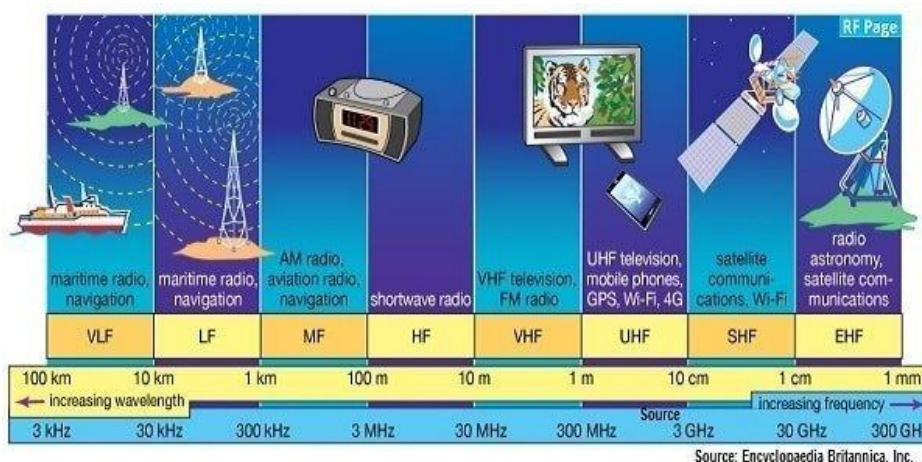 RF Page
11:29
maritime radio,
navigation
maritime radio,
navigation
AM radio,
aviation radio,
navigation
shortwave radio
VHF television,
FM radio
UHF television,
mobile phones,
GPS, Wi-Fi, 4G
satellite
communi-
cations, Wi-Fi
radio
astronomy,
satellite com-
munications
VLF LF MF HF VHF UHF SHF EHF
100 km 10 km 1 km 100 m 10 m 1 m 10 cm 1 cm 1 mm
increasing wavelength
increasing frequency
Source
3 kHz 30 kHz 300 kHz 3 MHz 30 MHz 300 MHz 3 GHz 30 GHz 300 GH
Source: Encyclopaedia Britannica, Inc.